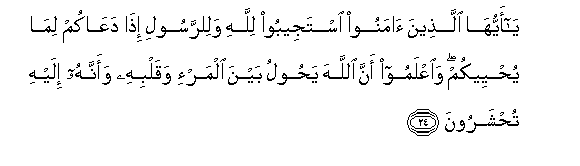 يَـٰٓأَيُّهَا ٱلَّذِينَ ءَامَنُوا۟ ٱسْتَجِيبُوا۟ لِلَّهِ وَلِلرَّسُولِ إِذَا دَعَاكُمْ لِمَا
يُحْيِيكُمْ ۖ وَٱعْلَمُوٓا۟ أَنَّ ٱللَّهَ يَحُولُ بَيْنَ ٱلْمَرْءِ وَقَلْبِهِۦ وَأَنَّهُۥٓ إِلَيْهِ
تُحْشَرُونَ ٢٤